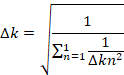 Δk = √(1 / (∑_{n=1}^{1} 1/Δkn²))